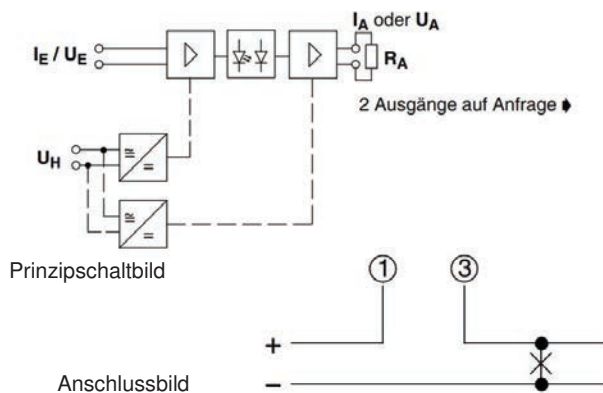 I_A oder U_A
I_E / U_E
R_A
2 Ausgänge auf Anfrage
U_H
Prinzipschaltbild
① ③
+
Anschlussbild −